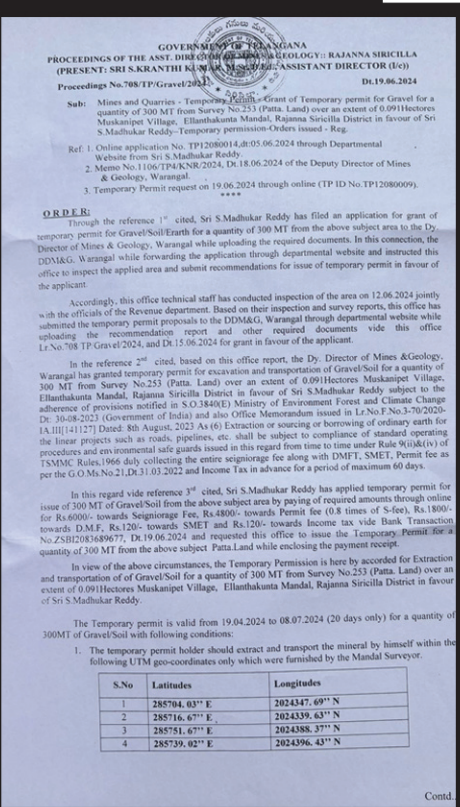 GOVERNMENT OF TELANGANA
PROCEEDINGS OF THE ASST. DIRECTOR OF MINES & GEOLOGY:: RAJANNA SIRICILLA
(PRESENT: SRI S.KRANTHI KUMAR, M.Sc,B.Ed., ASSISTANT DIRECTOR (I/c))
Proceedings No.708/TP/Gravel/2024 Dt.19.06.2024
Sub: Mines and Quarries - Temporary Permit - Grant of Temporary permit for Gravel for a
quantity of 300 MT from Survey No.253 (Patta. Land) over an extent of 0.091Hectores
Muskanipet Village, Ellanthakunta Mandal, Rajanna Siricilla District in favour of Sri
S.Madhukar Reddy-Temporary permission-Orders issued - Reg.
Ref: 1. Online application No. TP12080014,dt:05.06.2024 through Departmental
Website from Sri S.Madhukar Reddy.
2. Memo No.1106/TP4/KNR/2024, Dt.18.06.2024 of the Deputy Director of Mines
& Geology, Warangal.
3. Temporary Permit request on 19.06.2024 through online (TP ID No.TP12080009).
****
ORDER:
Through the reference 1st cited, Sri S.Madhukar Reddy has filed an application for grant of
temporary permit for Gravel/Soil/Erarth for a quantity of 300 MT from the above subject area to the Dy.
Director of Mines & Geology, Warangal while uploading the required documents. In this connection, the
DDM&G, Warangal while forwarding the application through department website and instructed this
office to inspect the applied area and submit recommendations for issue of temporary permit in favour of
the applicant.
Accordingly, this office technical staff has conducted inspection of the area on 12.06.2024 jointly
with the officials of the Revenue department. Based on their inspection and survey reports, this office has
submitted the temporary permit proposals to the DDM&G, Warangal through department website while
uploading the recommendation report and other required documents vide this office
Lr.No.708 TP Gravel/2024, and Dt.15.06.2024 for grant in favour of the applicant.
In the reference 2nd cited, based on this office report, the Dy. Director of Mines &Geology,
Warangal has granted temporary permit for excavation and transportation of Gravel/Soil for a quantity of
300 MT from Survey No.253 (Patta. Land) over an extent of 0.091Hectores Muskanipet Village,
Ellanthakunta Mandal, Rajanna Siricilla District in favour of Sri S.Madhukar Reddy subject to the
adherence of provisions notified in S.O.3840(E) Ministry of Environment Forest and Climate Change
Dt: 30-08-2023 (Government of India) and also Office Memorandum issued in Lr.No.F.No.3-70/2020-
IA.III[141127] Dated: 8th August, 2023 As (6) Extraction or sourcing or borrowing of ordinary earth for
the linear projects such as roads, pipelines, etc. shall be subject to compliance of standard operating
procedures and environmental safe guards issued in this regard from time to time under Rule 9(ii)&(iv) of
TSMMC Rules,1966 duly collecting the entire seigniorage fee along with DMFT, SMET, Permit fee as
per the G.O.Ms.No.21,Dt.31.03.2022 and Income Tax in advance for a period of maximum 60 days.
In this regard vide reference 3rd cited, Sri S.Madhukar Reddy has applied temporary permit for
issue of 300 MT of Gravel/Soil from the above subject area by paying of required amounts through online
for Rs.6000/- towards Seigniorage Fee, Rs.4800/- towards Permit fee (0.8 times of S-fee), Rs.1800/-
towards D.M.F, Rs.120/- towards SMET and Rs.120/- towards Income tax vide Bank Transaction
No.ZSBI2083689677, Dt.19.06.2024 and requested this office to issue the Temporary Permit for a
quantity of 300 MT from the above subject Patta.Land while enclosing the payment receipt.
In view of the above circumstances, the Temporary Permission is here by accorded for Extraction
and transportation of of Gravel/Soil for a quantity of 300 MT from Survey No.253 (Patta. Land) over an
extent of 0.091Hectores Muskanipet Village, Ellanthakunta Mandal, Rajanna Siricilla District in favour
of Sri S.Madhukar Reddy.
The Temporary permit is valid from 19.04.2024 to 08.07.2024 (20 days only) for a quantity of
300MT of Gravel/Soil with following conditions:
1. The temporary permit holder should extract and transport the mineral by himself within the
following UTM geo-coordinates only which were furnished by the Mandal Surveyor.
S.No Latitudes Longitudes
1 285704. 03" E 2024347. 69" N
2 285716. 67" E 2024339. 63" N
3 285751. 67" E 2024388. 37" N
4 285739. 02" E 2024396. 43" N
Contd..